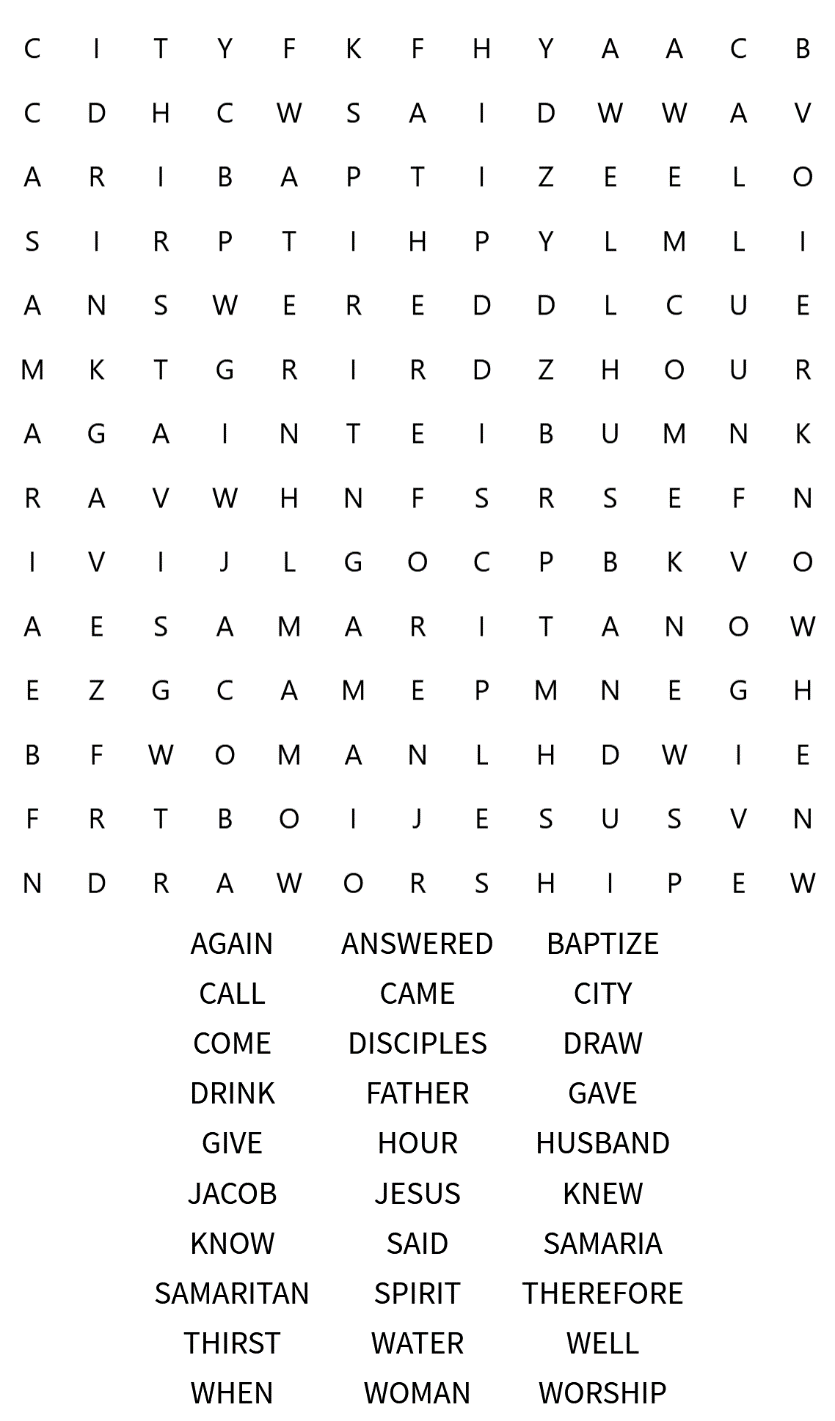 C I T Y F K F H Y A A C B
C D H C W S A I D W W A V
A R I B A P T I Z E E L O
S I R P T I H P Y L M L I
A N S W E R E D D L C U E
M K T G R I R D Z H O U R
A G A I N T E I B U M N K
R A V W H N F S R S E F N
I V I J L G O C P B K V O
A E S A M A R I T A N O W
E Z G C A M E P M N E G H
B F W O M A N L H D W I E
F R T B O I J E S U S V N
N D R A W O R S H I P E W
AGAIN ANSWERED BAPTIZE
CALL CAME CITY
COME DISCIPLES DRAW
DRINK FATHER GAVE
GIVE HOUR HUSBAND
JACOB JESUS KNEW
KNOW SAID SAMARIA
SAMARITAN SPIRIT THEREFORE
THIRST WATER WELL
WHEN WOMAN WORSHIP